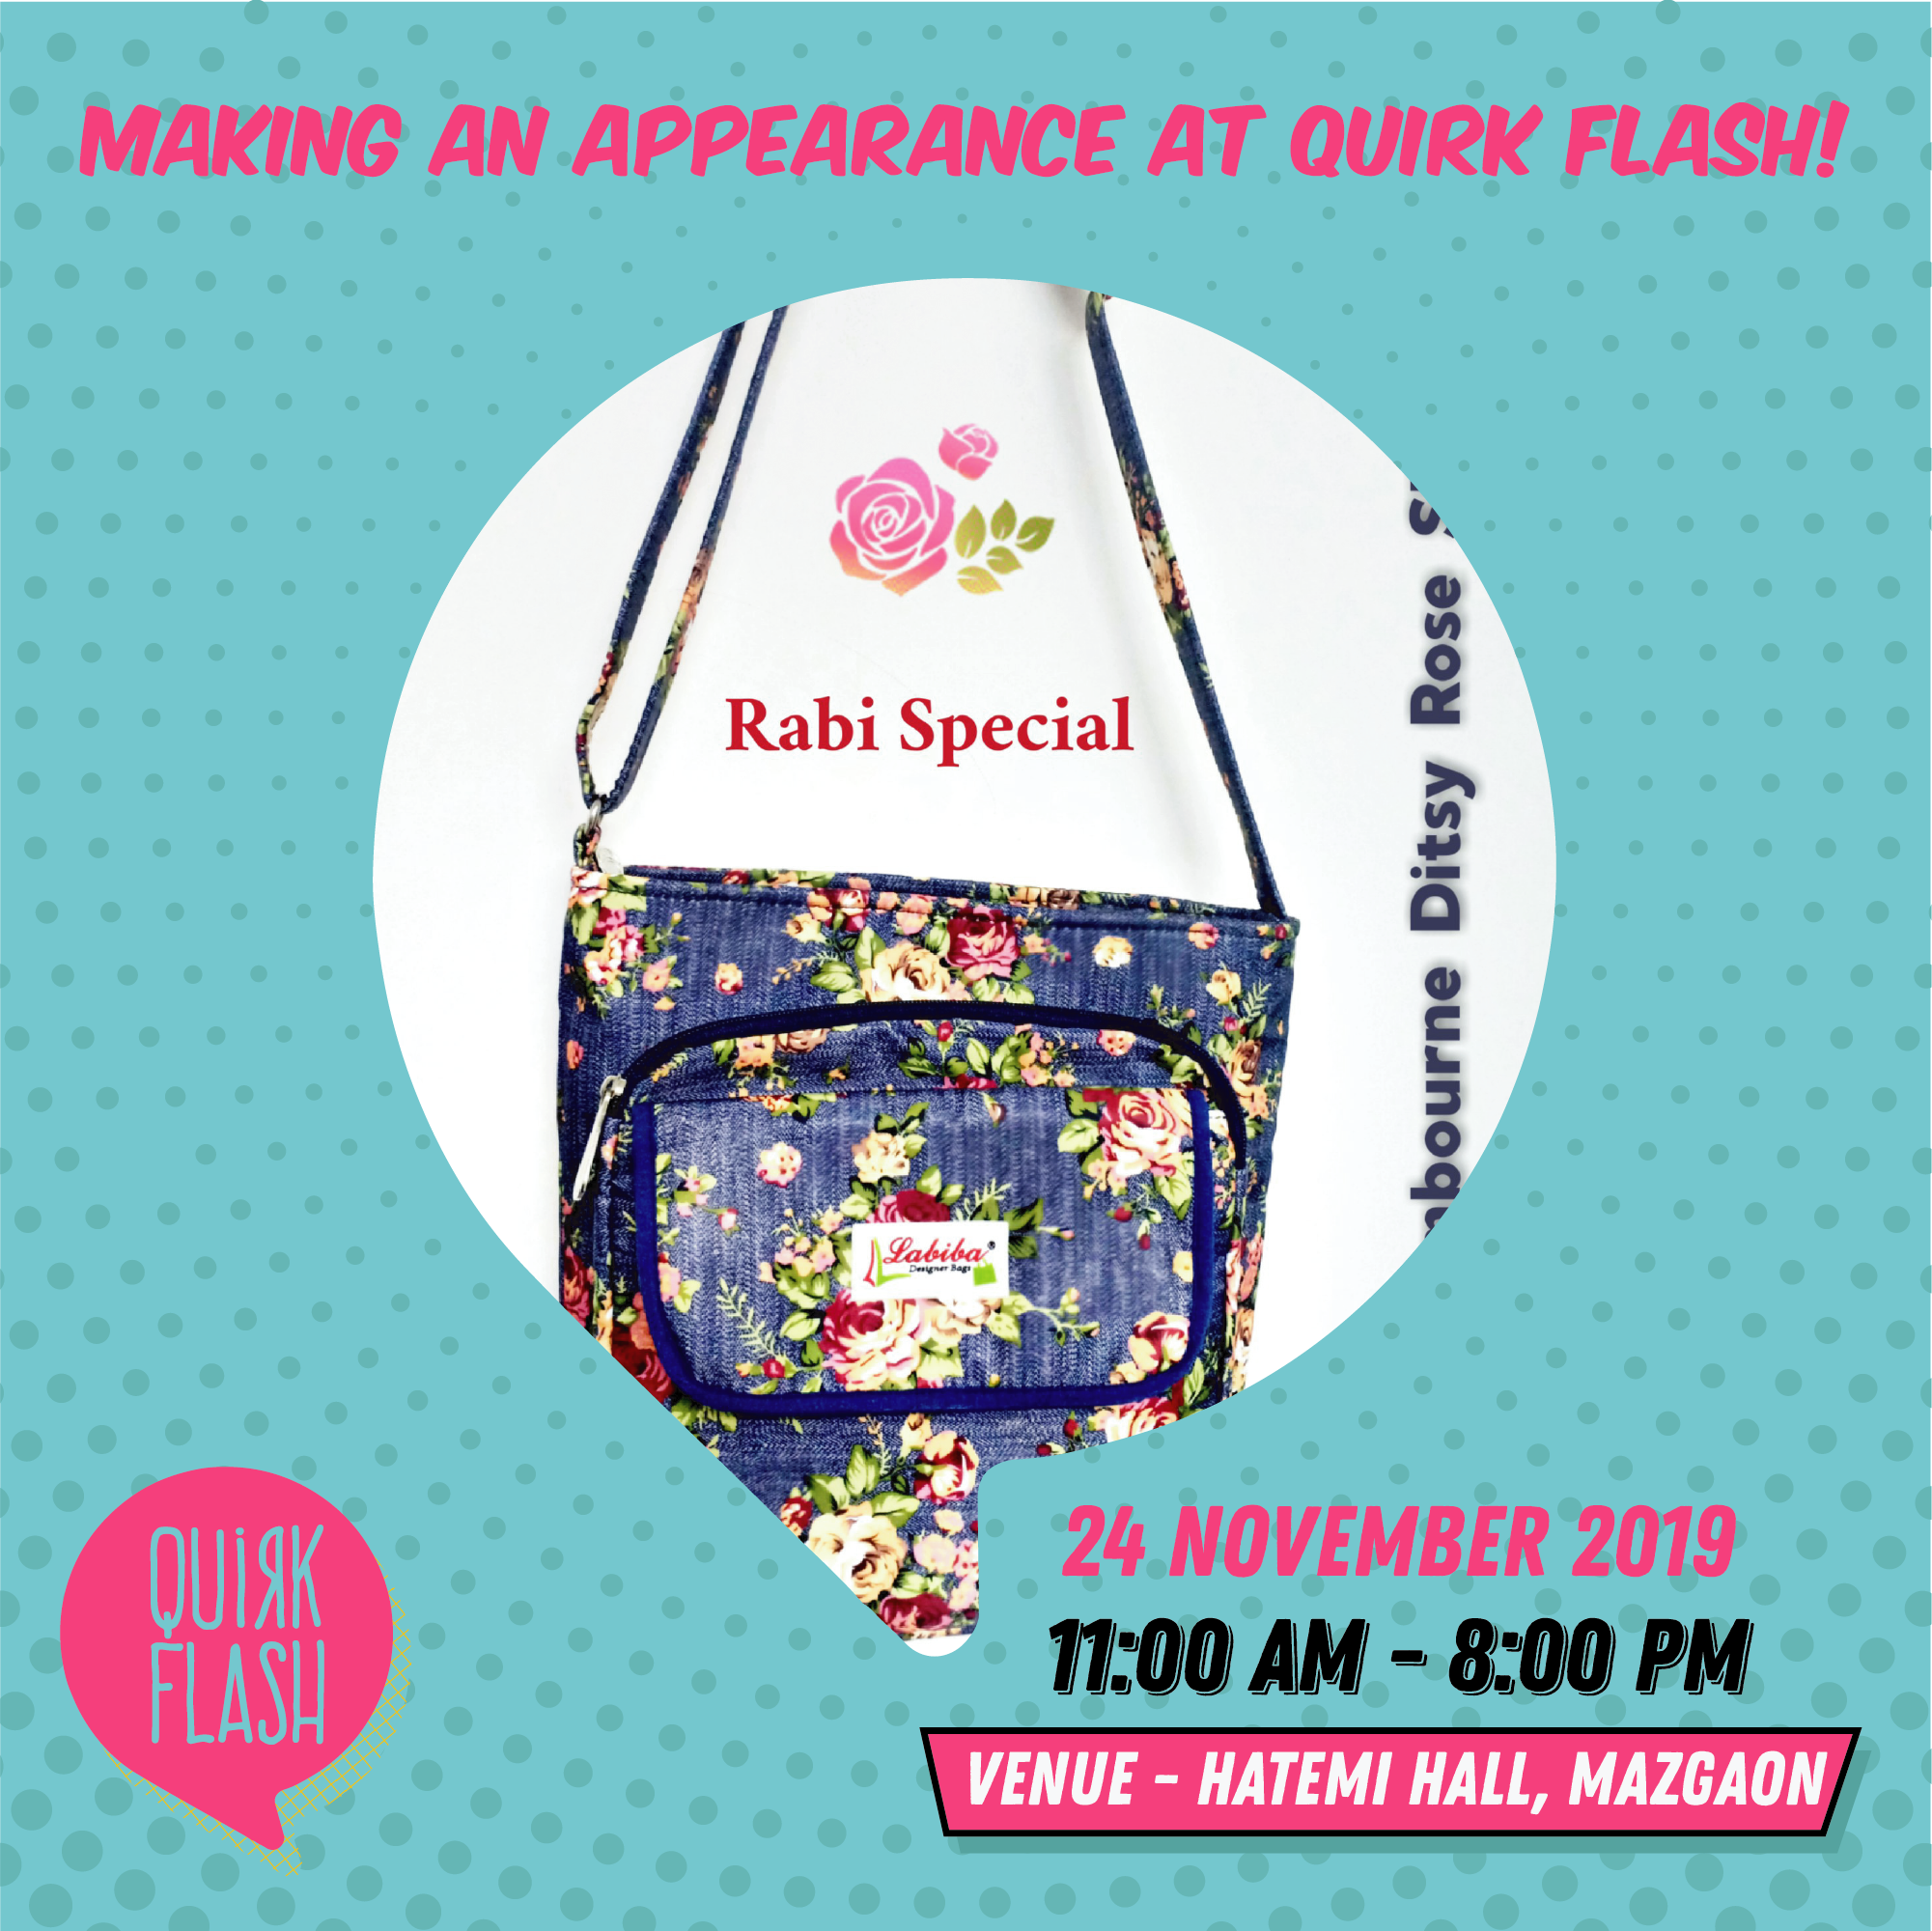 MAKING AN APPEARANCE AT QUIRK FLASH!
Rabi Special
Ditsy Rose
Labiba®
Designer Bags
24 NOVEMBER 2019
11:00 AM - 8:00 PM
VENUE - HATEMI HALL, MAZGAON
QUIRK
FLASH